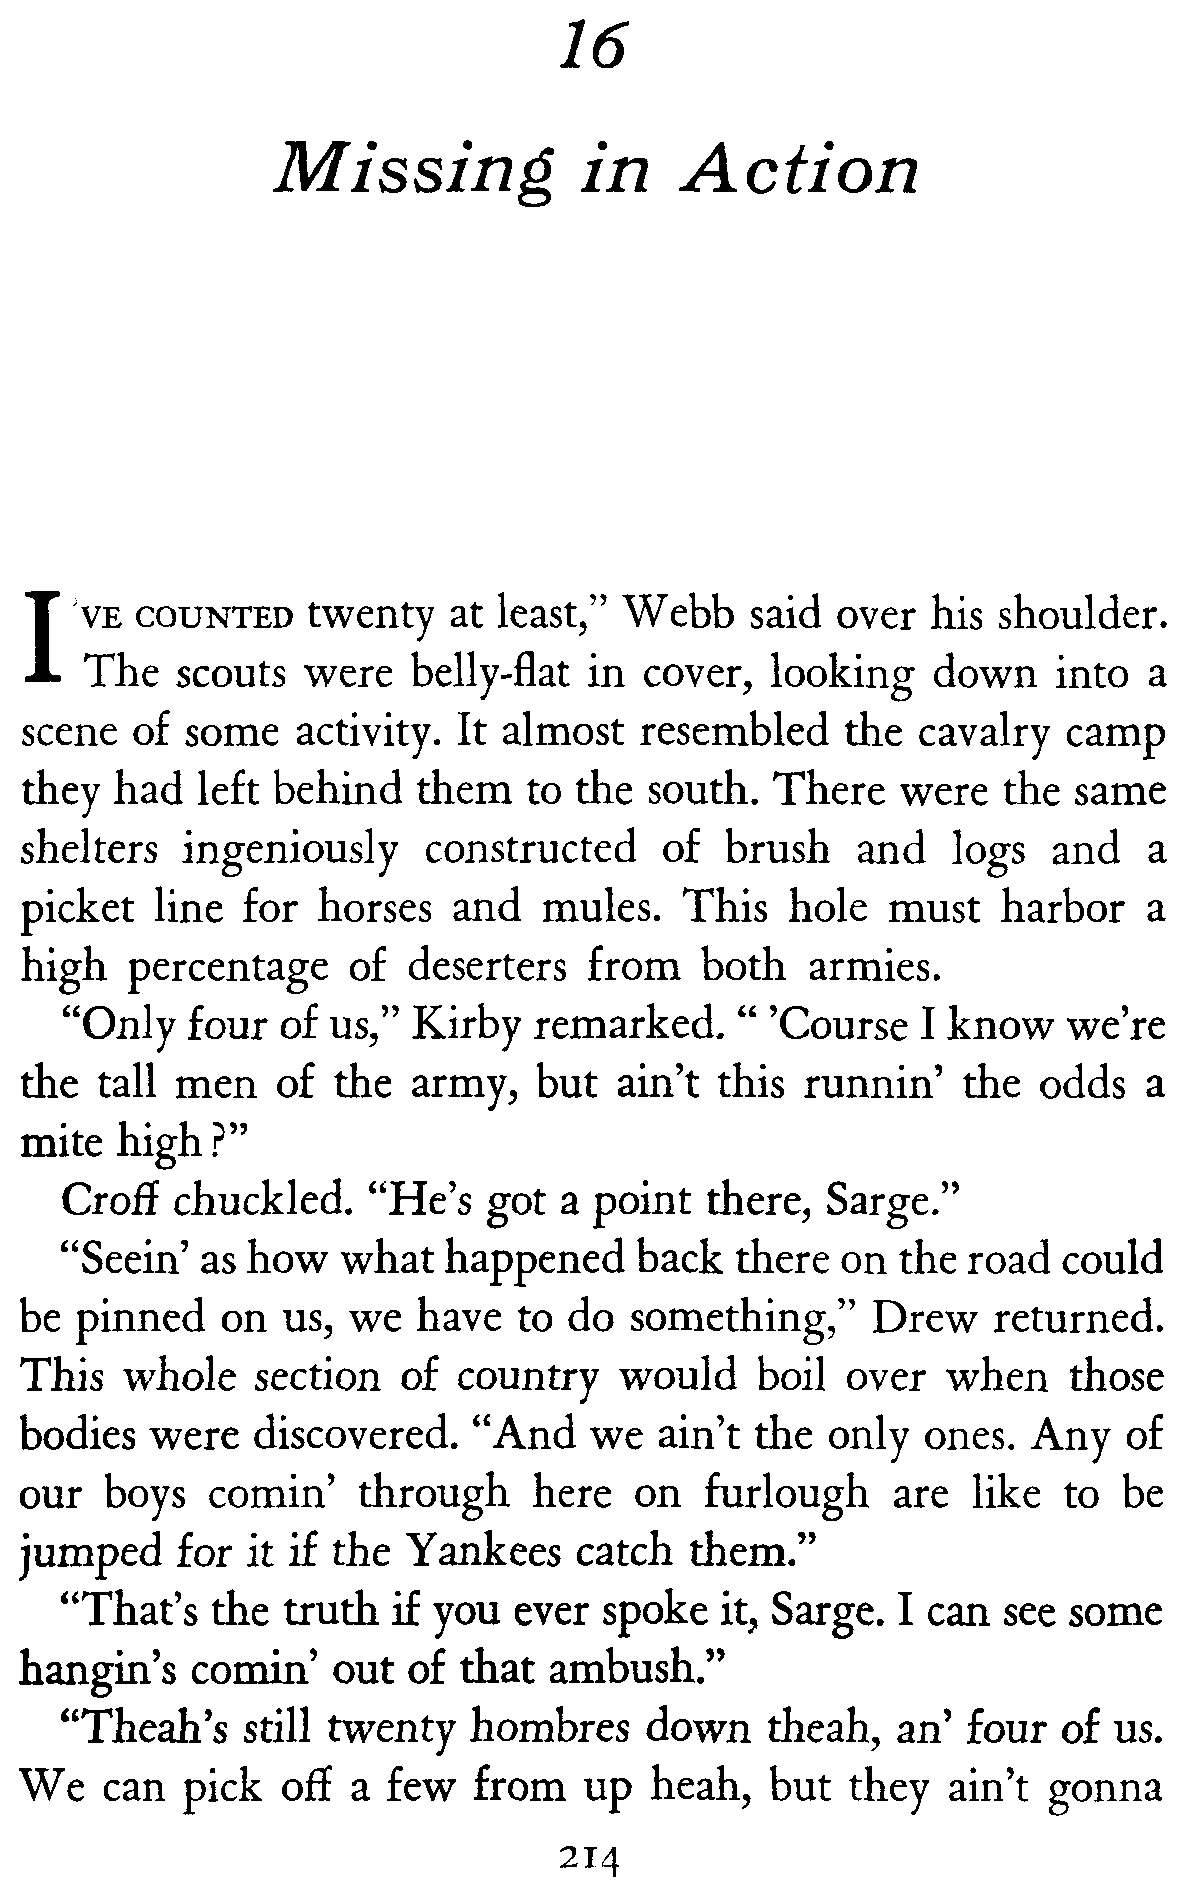 16
Missing in Action
I 'VE COUNTED twenty at least,” Webb said over his shoulder.
The scouts were belly-flat in cover, looking down into a
scene of some activity. It almost resembled the cavalry camp
they had left behind them to the south. There were the same
shelters ingeniously constructed of brush and logs and a
picket line for horses and mules. This hole must harbor a
high percentage of deserters from both armies.
“Only four of us,” Kirby remarked. “ ’Course I know we’re
the tall men of the army, but ain’t this runnin’ the odds a
mite high?”
Croff chuckled. “He’s got a point there, Sarge.”
“Seein’ as how what happened back there on the road could
be pinned on us, we have to do something,” Drew returned.
This whole section of country would boil over when those
bodies were discovered. “And we ain’t the only ones. Any of
our boys comin’ through here on furlough are like to be
jumped for it if the Yankees catch them.”
“That’s the truth if you ever spoke it, Sarge. I can see some
hangin’s comin’ out of that ambush.”
“Theah’s still twenty hombres down theah, an’ four of us.
We can pick off a few from up heah, but they ain’t gonna
214